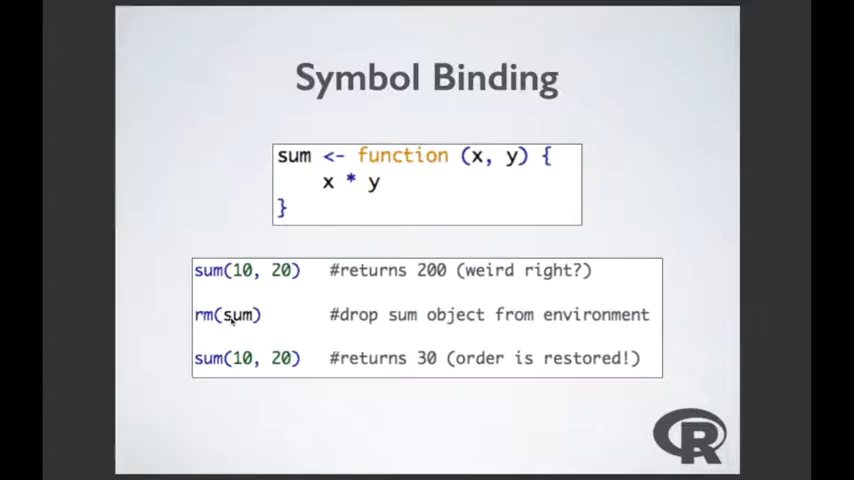 Symbol Binding
sum <- function (x, y) {
x * y
}
sum(10, 20) #returns 200 (weird right?)
rm(sum) #drop sum object from environment
sum(10, 20) #returns 30 (order is restored!)
R